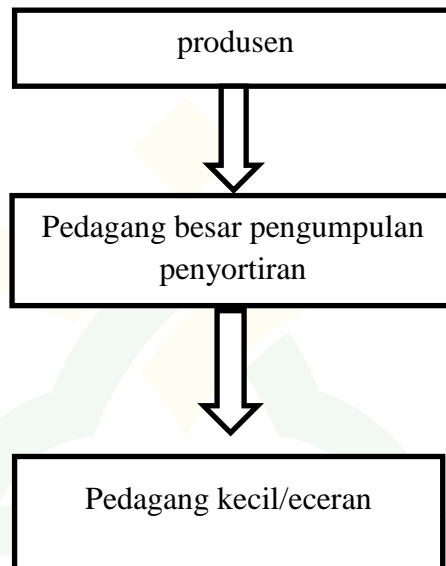 produsen
Pedagang besar pengumpulan
penyortiran
Pedagang kecil/eceran